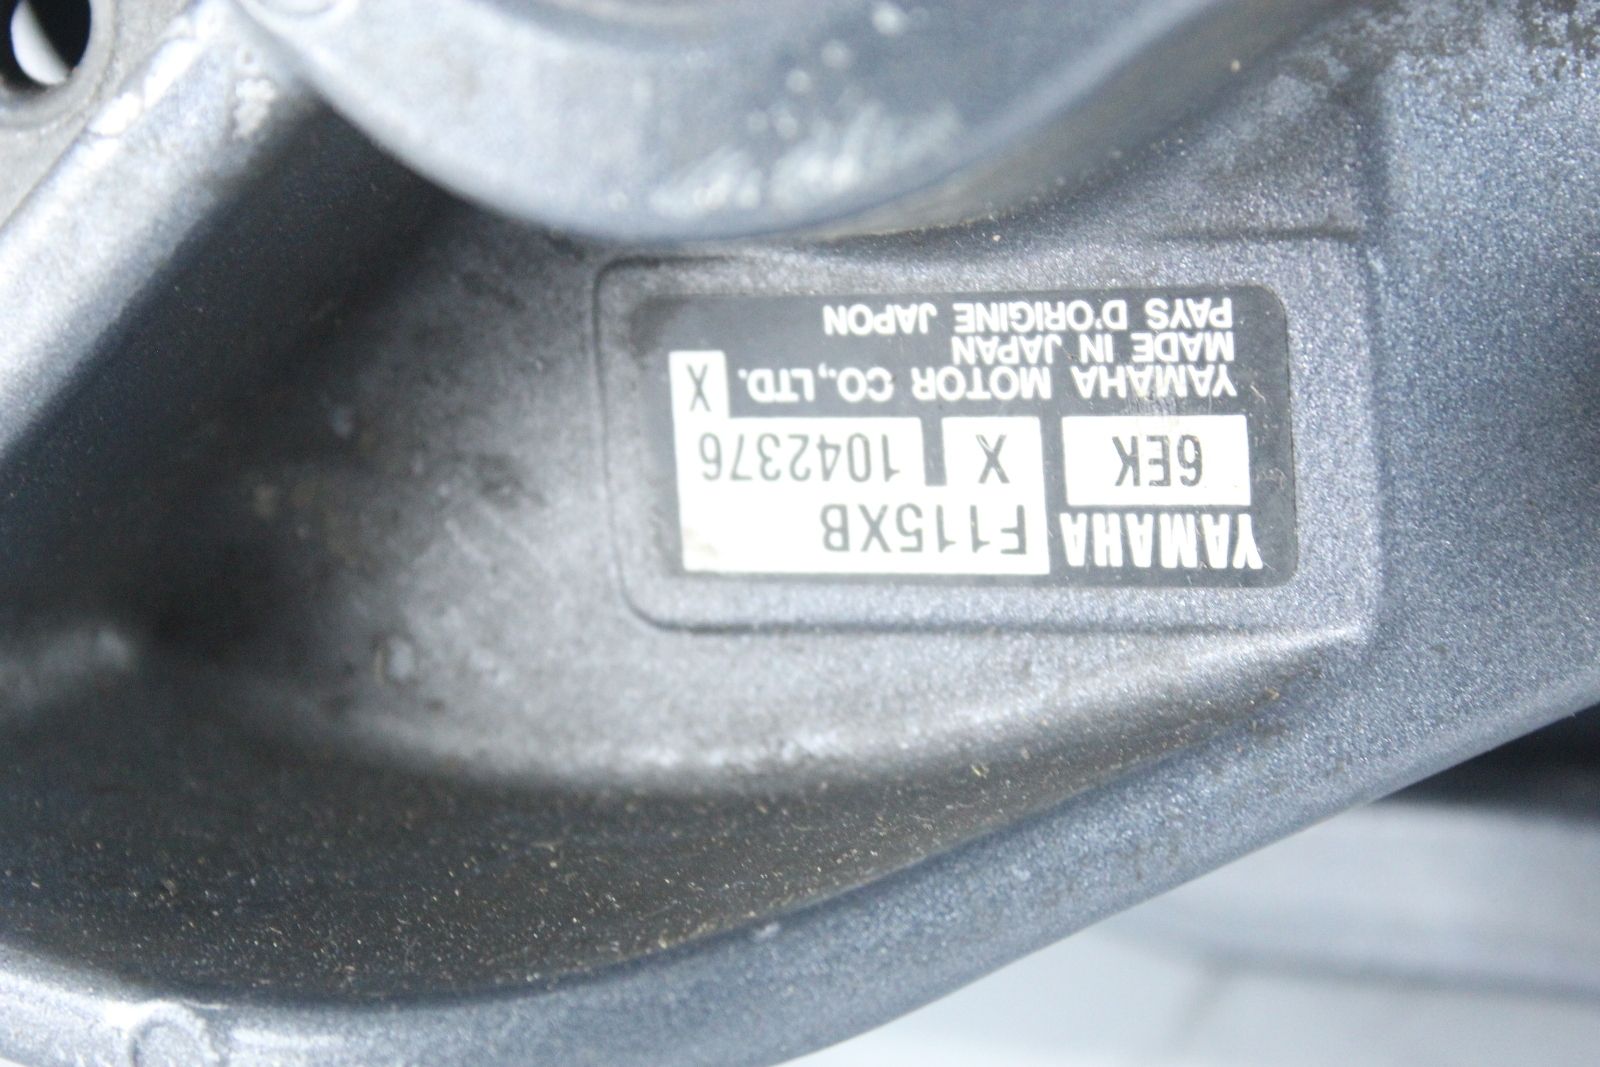 YAMAHA F115XB
6EK X 1042376
YAMAHA MOTOR CO.,LTD. X
MADE IN JAPAN
PAYS D'ORIGINE JAPON